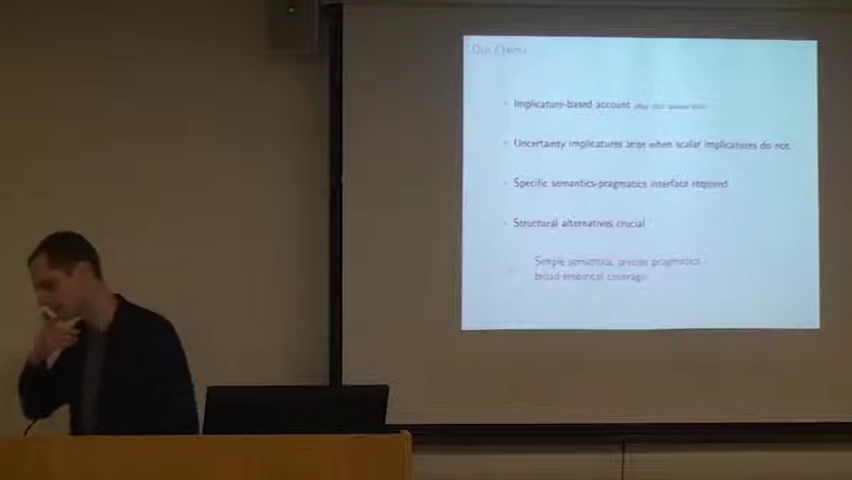 Our Claims
• Implicature-based account
• Uncertainty implicatures arise when scalar implicatures do not
• Specific semantics-pragmatics interface required
• Structural alternatives crucial
Simple semantics, precise pragmatics
broad empirical coverage